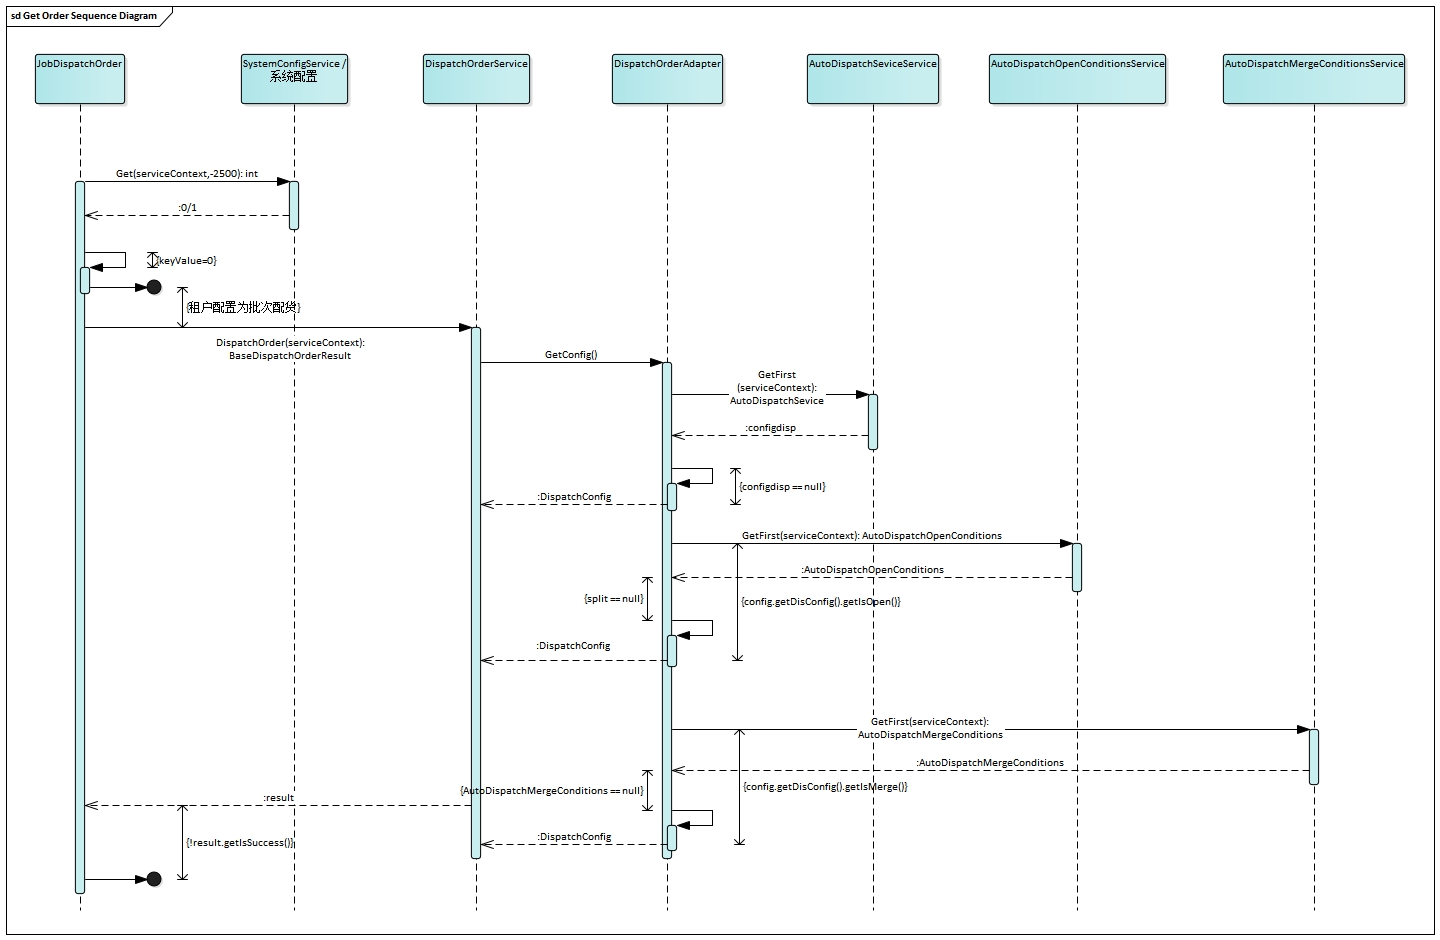 sd Get Order Sequence Diagram
JobDispatchOrder
SystemConfigService /
系统配置
DispatchOrderService
DispatchOrderAdapter
AutoDispatchSeviceService
AutoDispatchOpenConditionsService
AutoDispatchMergeConditionsService
Get(serviceContext,-2500): int
:0/1
{keyValue=0}
{租户配置为批次配货}
DispatchOrder(serviceContext):
BaseDispatchOrderResult
GetConfig()
GetFirst
(serviceContext):
AutoDispatchSevice
:configdisp
{configdisp == null}
:DispatchConfig
GetFirst(serviceContext): AutoDispatchOpenConditions
:AutoDispatchOpenConditions
{split == null}
{config.getDisConfig().getIsOpen()}
:DispatchConfig
GetFirst(serviceContext):
AutoDispatchMergeConditions
:AutoDispatchMergeConditions
{AutoDispatchMergeConditions == null}
{config.getDisConfig().getIsMerge()}
:result
:DispatchConfig
{!result.getIsSuccess()}